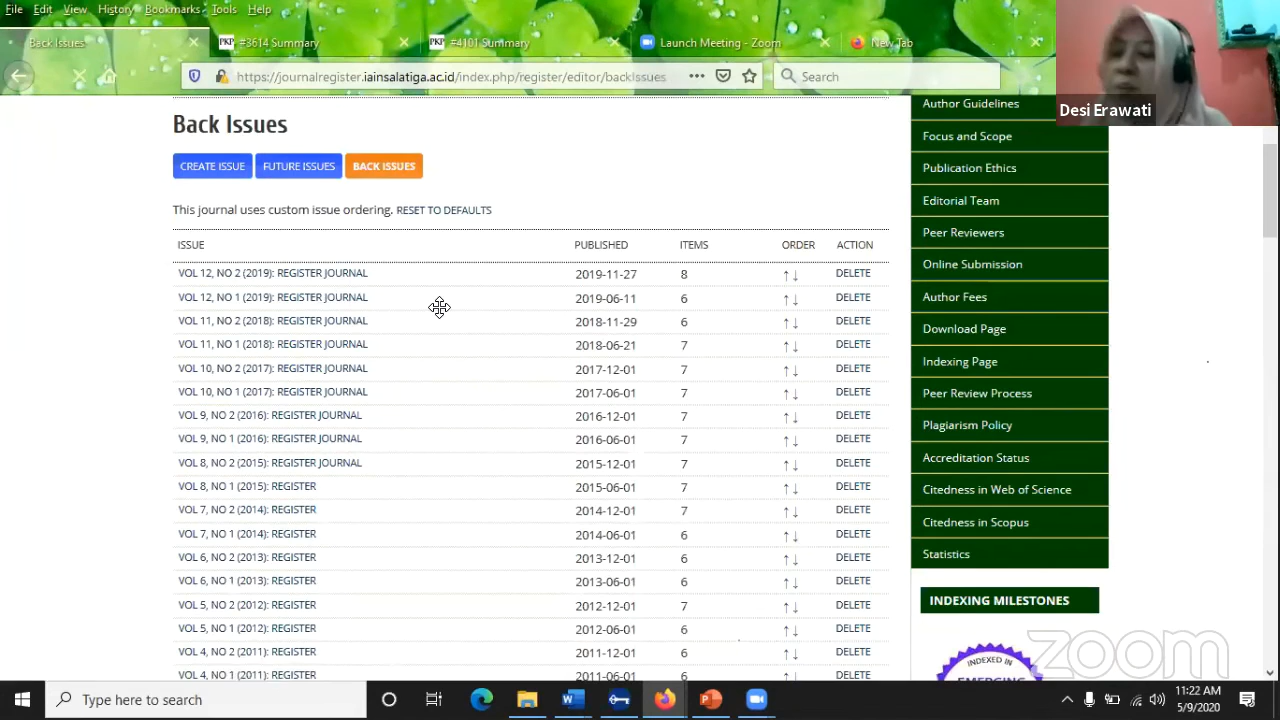 File Edit View History Bookmarks Tools Help
Back Issues × PKP #3614 Summary × PKP #4101 Summary × Launch Meeting - Zoom × New Tab ×
https://journalregister.iainsalatiga.ac.id/index.php/register/editor/backIssues Search
Desi Erawati
Back Issues
CREATE ISSUE FUTURE ISSUES BACK ISSUES
This journal uses custom issue ordering. RESET TO DEFAULTS
ISSUE PUBLISHED ITEMS ORDER ACTION
VOL 12, NO 2 (2019): REGISTER JOURNAL 2019-11-27 8 ↑↓ DELETE
VOL 12, NO 1 (2019): REGISTER JOURNAL 2019-06-11 6 ↑↓ DELETE
VOL 11, NO 2 (2018): REGISTER JOURNAL 2018-11-29 6 ↑↓ DELETE
VOL 11, NO 1 (2018): REGISTER JOURNAL 2018-06-21 7 ↑↓ DELETE
VOL 10, NO 2 (2017): REGISTER JOURNAL 2017-12-01 7 ↑↓ DELETE
VOL 10, NO 1 (2017): REGISTER JOURNAL 2017-06-01 7 ↑↓ DELETE
VOL 9, NO 2 (2016): REGISTER JOURNAL 2016-12-01 7 ↑↓ DELETE
VOL 9, NO 1 (2016): REGISTER JOURNAL 2016-06-01 7 ↑↓ DELETE
VOL 8, NO 2 (2015): REGISTER JOURNAL 2015-12-01 7 ↑↓ DELETE
VOL 8, NO 1 (2015): REGISTER 2015-06-01 7 ↑↓ DELETE
VOL 7, NO 2 (2014): REGISTER 2014-12-01 7 ↑↓ DELETE
VOL 7, NO 1 (2014): REGISTER 2014-06-01 6 ↑↓ DELETE
VOL 6, NO 2 (2013): REGISTER 2013-12-01 6 ↑↓ DELETE
VOL 6, NO 1 (2013): REGISTER 2013-06-01 6 ↑↓ DELETE
VOL 5, NO 2 (2012): REGISTER 2012-12-01 7 ↑↓ DELETE
VOL 5, NO 1 (2012): REGISTER 2012-06-01 6 ↑↓ DELETE
VOL 4, NO 2 (2011): REGISTER 2011-12-01 6 ↑↓ DELETE
VOL 4, NO 1 (2011): REGISTER 2011-06-01 6 ↑↓ DELETE
Author Guidelines
Focus and Scope
Publication Ethics
Editorial Team
Peer Reviewers
Online Submission
Author Fees
Download Page
Indexing Page
Peer Review Process
Plagiarism Policy
Accreditation Status
Citedness in Web of Science
Citedness in Scopus
Statistics
INDEXING MILESTONES
INDEXED IN
EMERGING
zoom
Type here to search
11:22 AM
5/9/2020